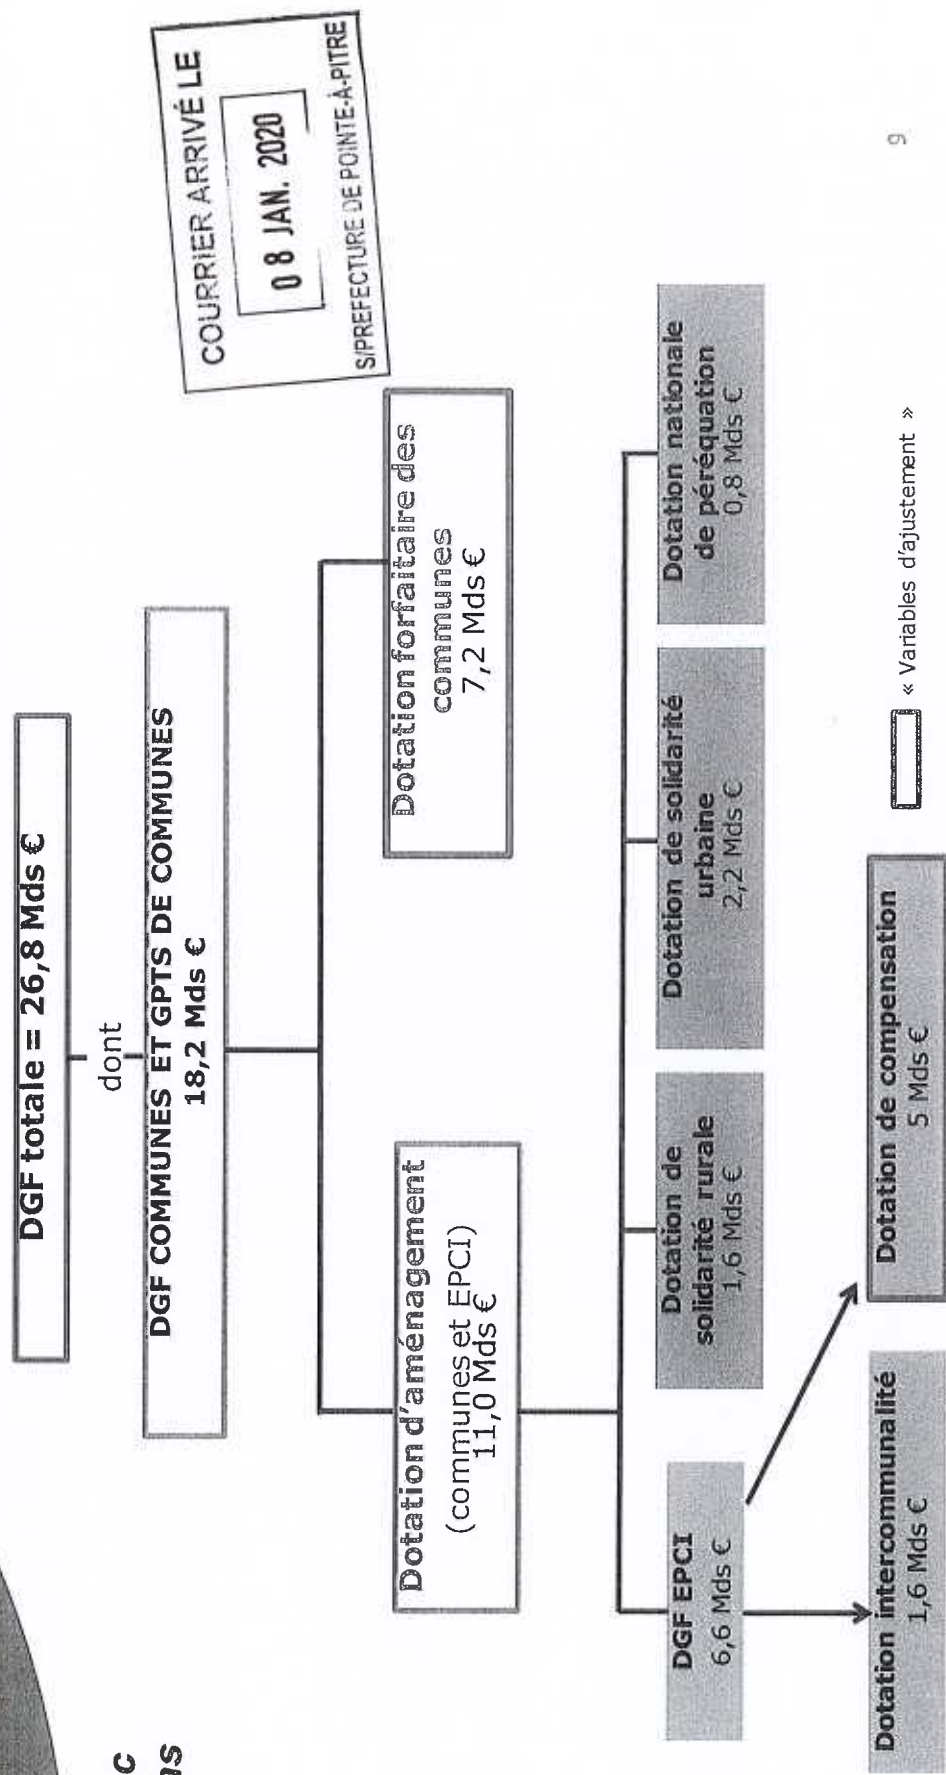 c
ns
DGF totale = 26,8 Mds €
dont
DGF COMMUNES ET GPTS DE COMMUNES
18,2 Mds €
COURRIER ARRIVÉ LE
0 8 JAN. 2020
S/PREFECTURE DE POINTE-À-PITRE
Dotation d'aménagement
(communes et EPCI)
11,0 Mds €
Dotation forfaitaire des
communes
7,2 Mds €
DGF EPCI
6,6 Mds €
Dotation de
solidarité rurale
1,6 Mds €
Dotation de solidarité
urbaine
2,2 Mds €
Dotation nationale
de péréquation
0,8 Mds €
Dotation intercommunalité
1,6 Mds €
Dotation de compensation
5 Mds €
« Variables d'ajustement »
9